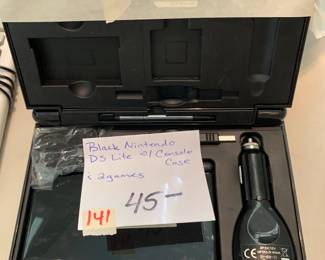 Black Nintendo
DS Lite w/ Console
Case
& 2 games
45-
141